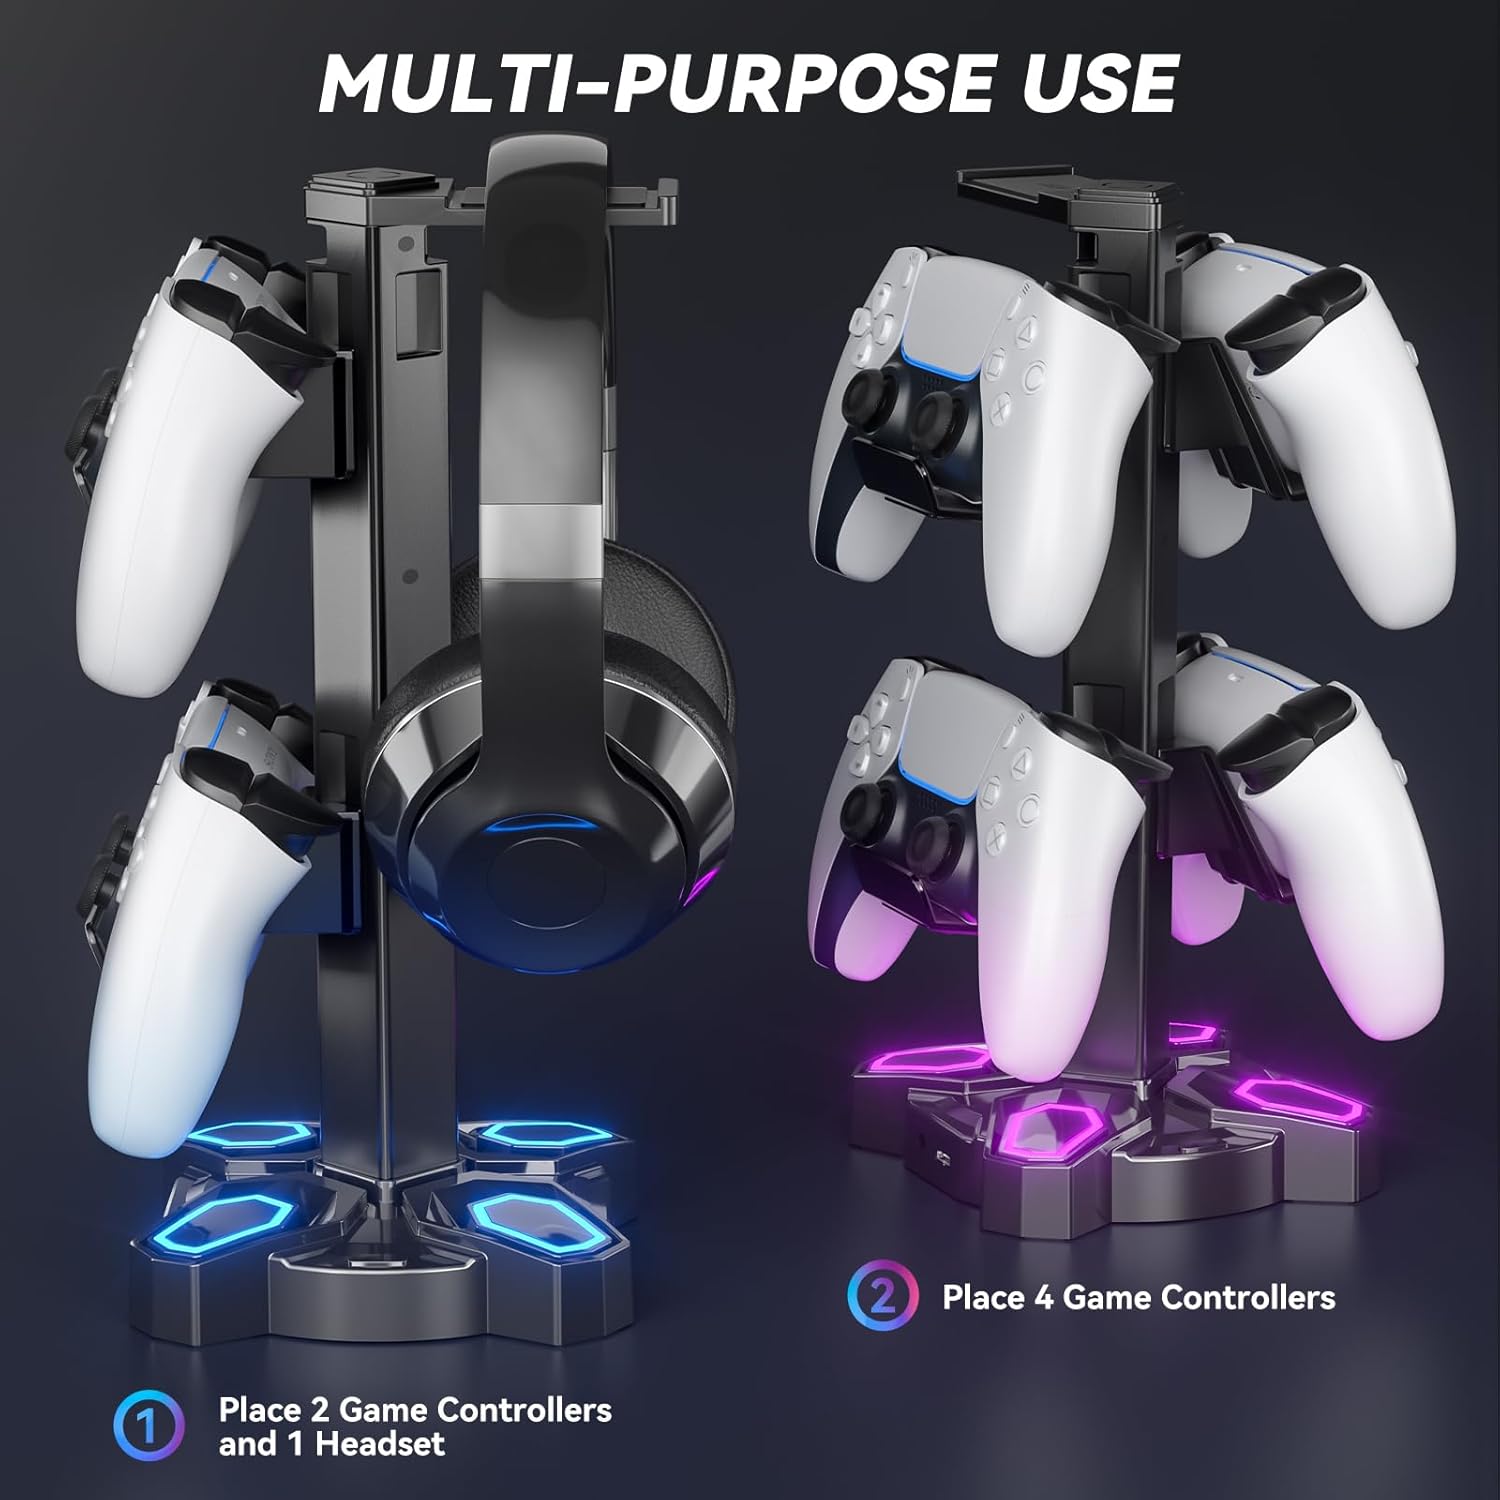 MULTI-PURPOSE USE
1 Place 2 Game Controllers
and 1 Headset
2 Place 4 Game Controllers